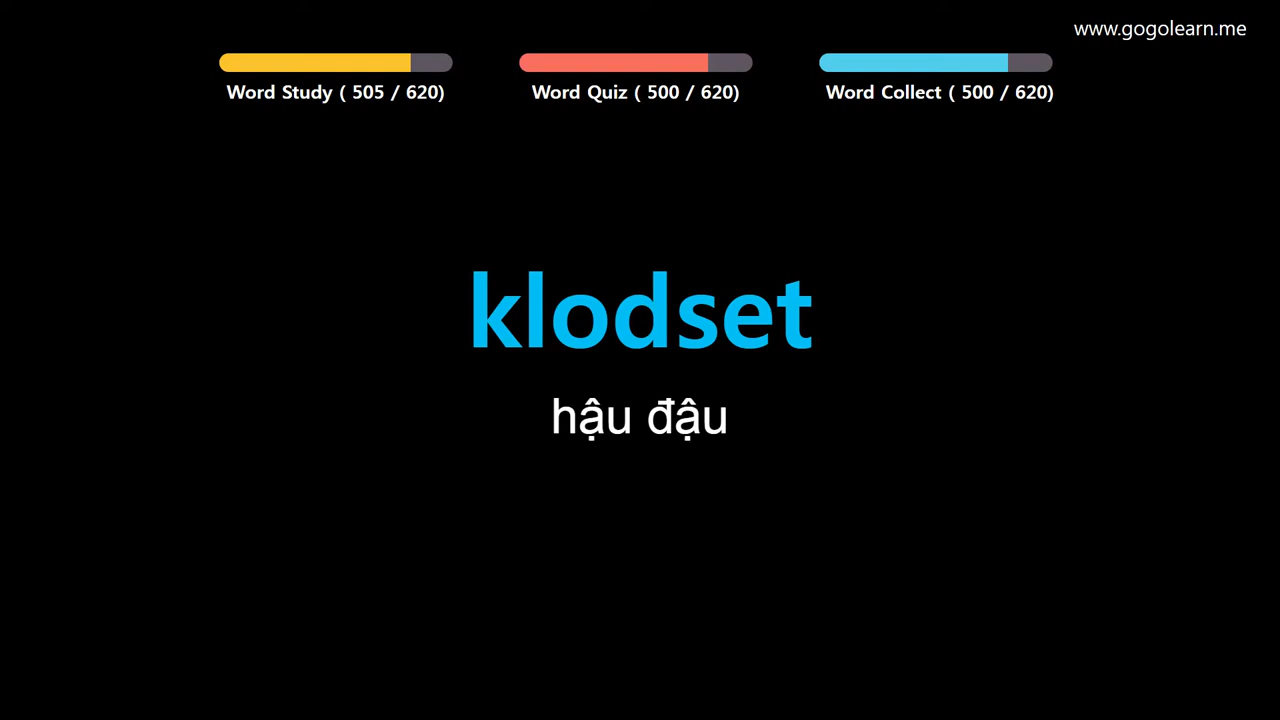 www.gogolearn.me
Word Study ( 505 / 620)
Word Quiz ( 500 / 620)
Word Collect ( 500 / 620)
klodset
hậu đậu